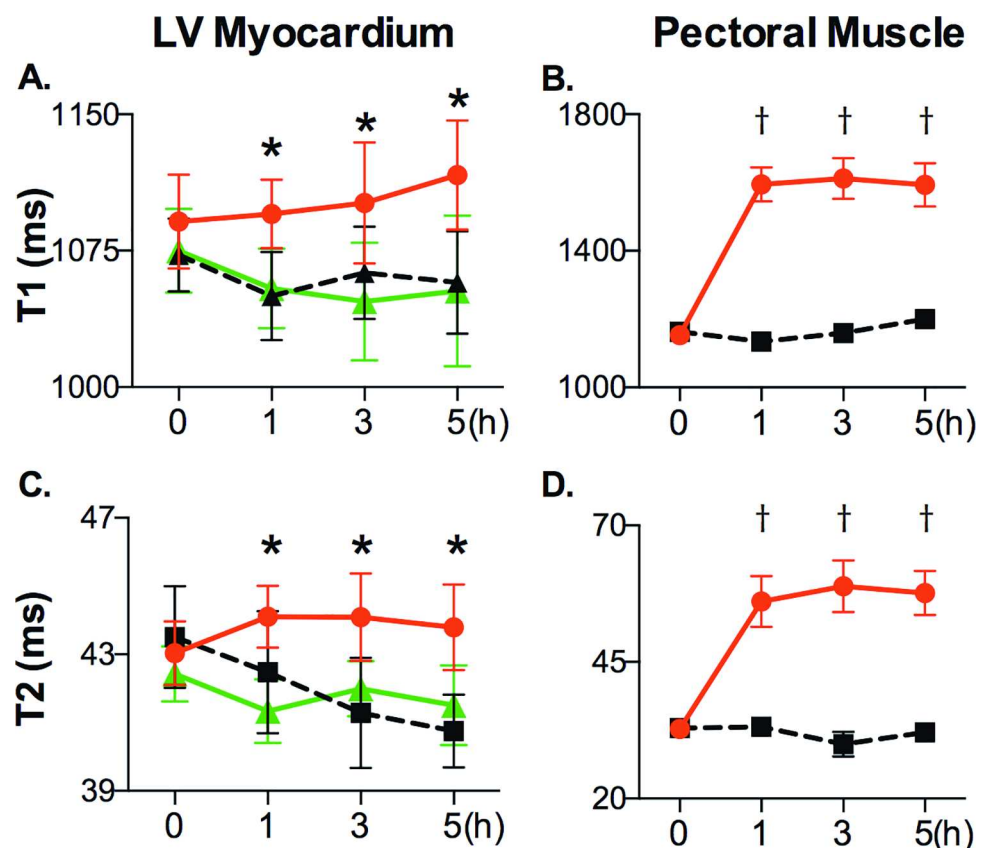 LV Myocardium
Pectoral Muscle
A.
T1 (ms)
1150
1075
1000
* * *
0 1 3 5(h)
B.
1800
1400
1000
† † †
0 1 3 5(h)
C.
T2 (ms)
47
43
39
* * *
0 1 3 5(h)
D.
70
45
20
† † †
0 1 3 5(h)